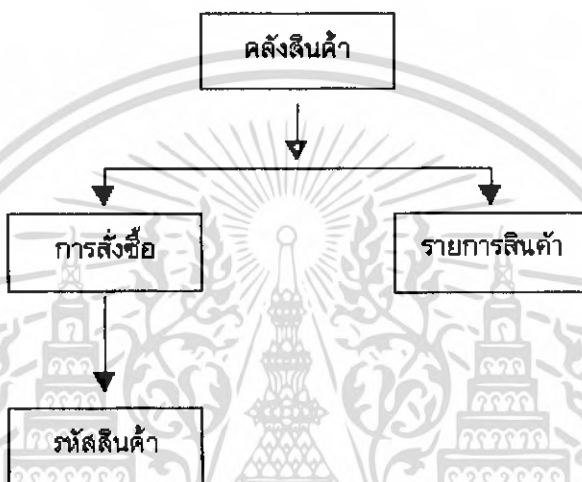 คลังสินค้า
การสั่งซื้อ
รายการสินค้า
รหัสสินค้า